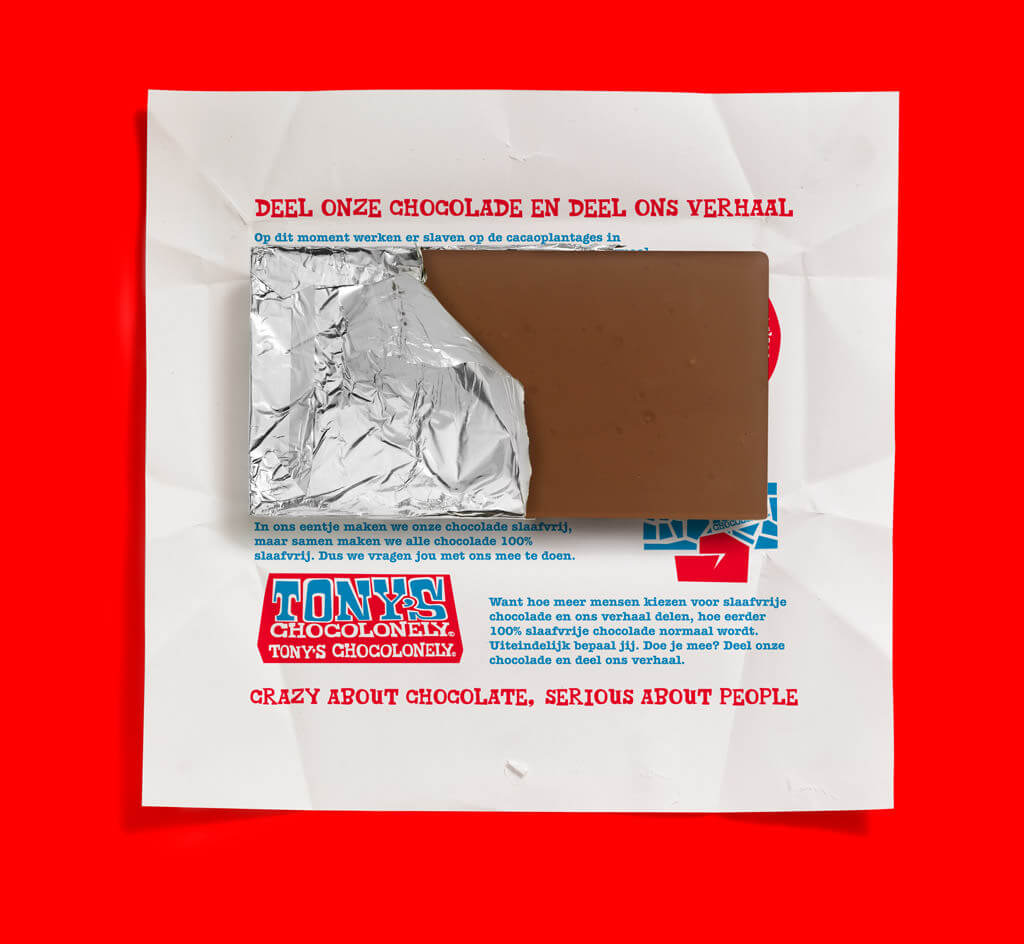 DEEL ONZE CHOCOLADE EN DEEL ONS VERHAAL
Op dit moment werken er slaven op de cacaoplantages in
In ons eentje maken we onze chocolade slaafvrij,
maar samen maken we alle chocolade 100%
slaafvrij. Dus we vragen jou met ons mee te doen.
TONY'S
CHOCOLONELY®
TONY'S CHOCOLONELY®
Want hoe meer mensen kiezen voor slaafvrije
chocolade en ons verhaal delen, hoe eerder
100% slaafvrije chocolade normaal wordt.
Uiteindelijk bepaal jij. Doe je mee? Deel onze
chocolade en deel ons verhaal.
CRAZY ABOUT CHOCOLATE, SERIOUS ABOUT PEOPLE